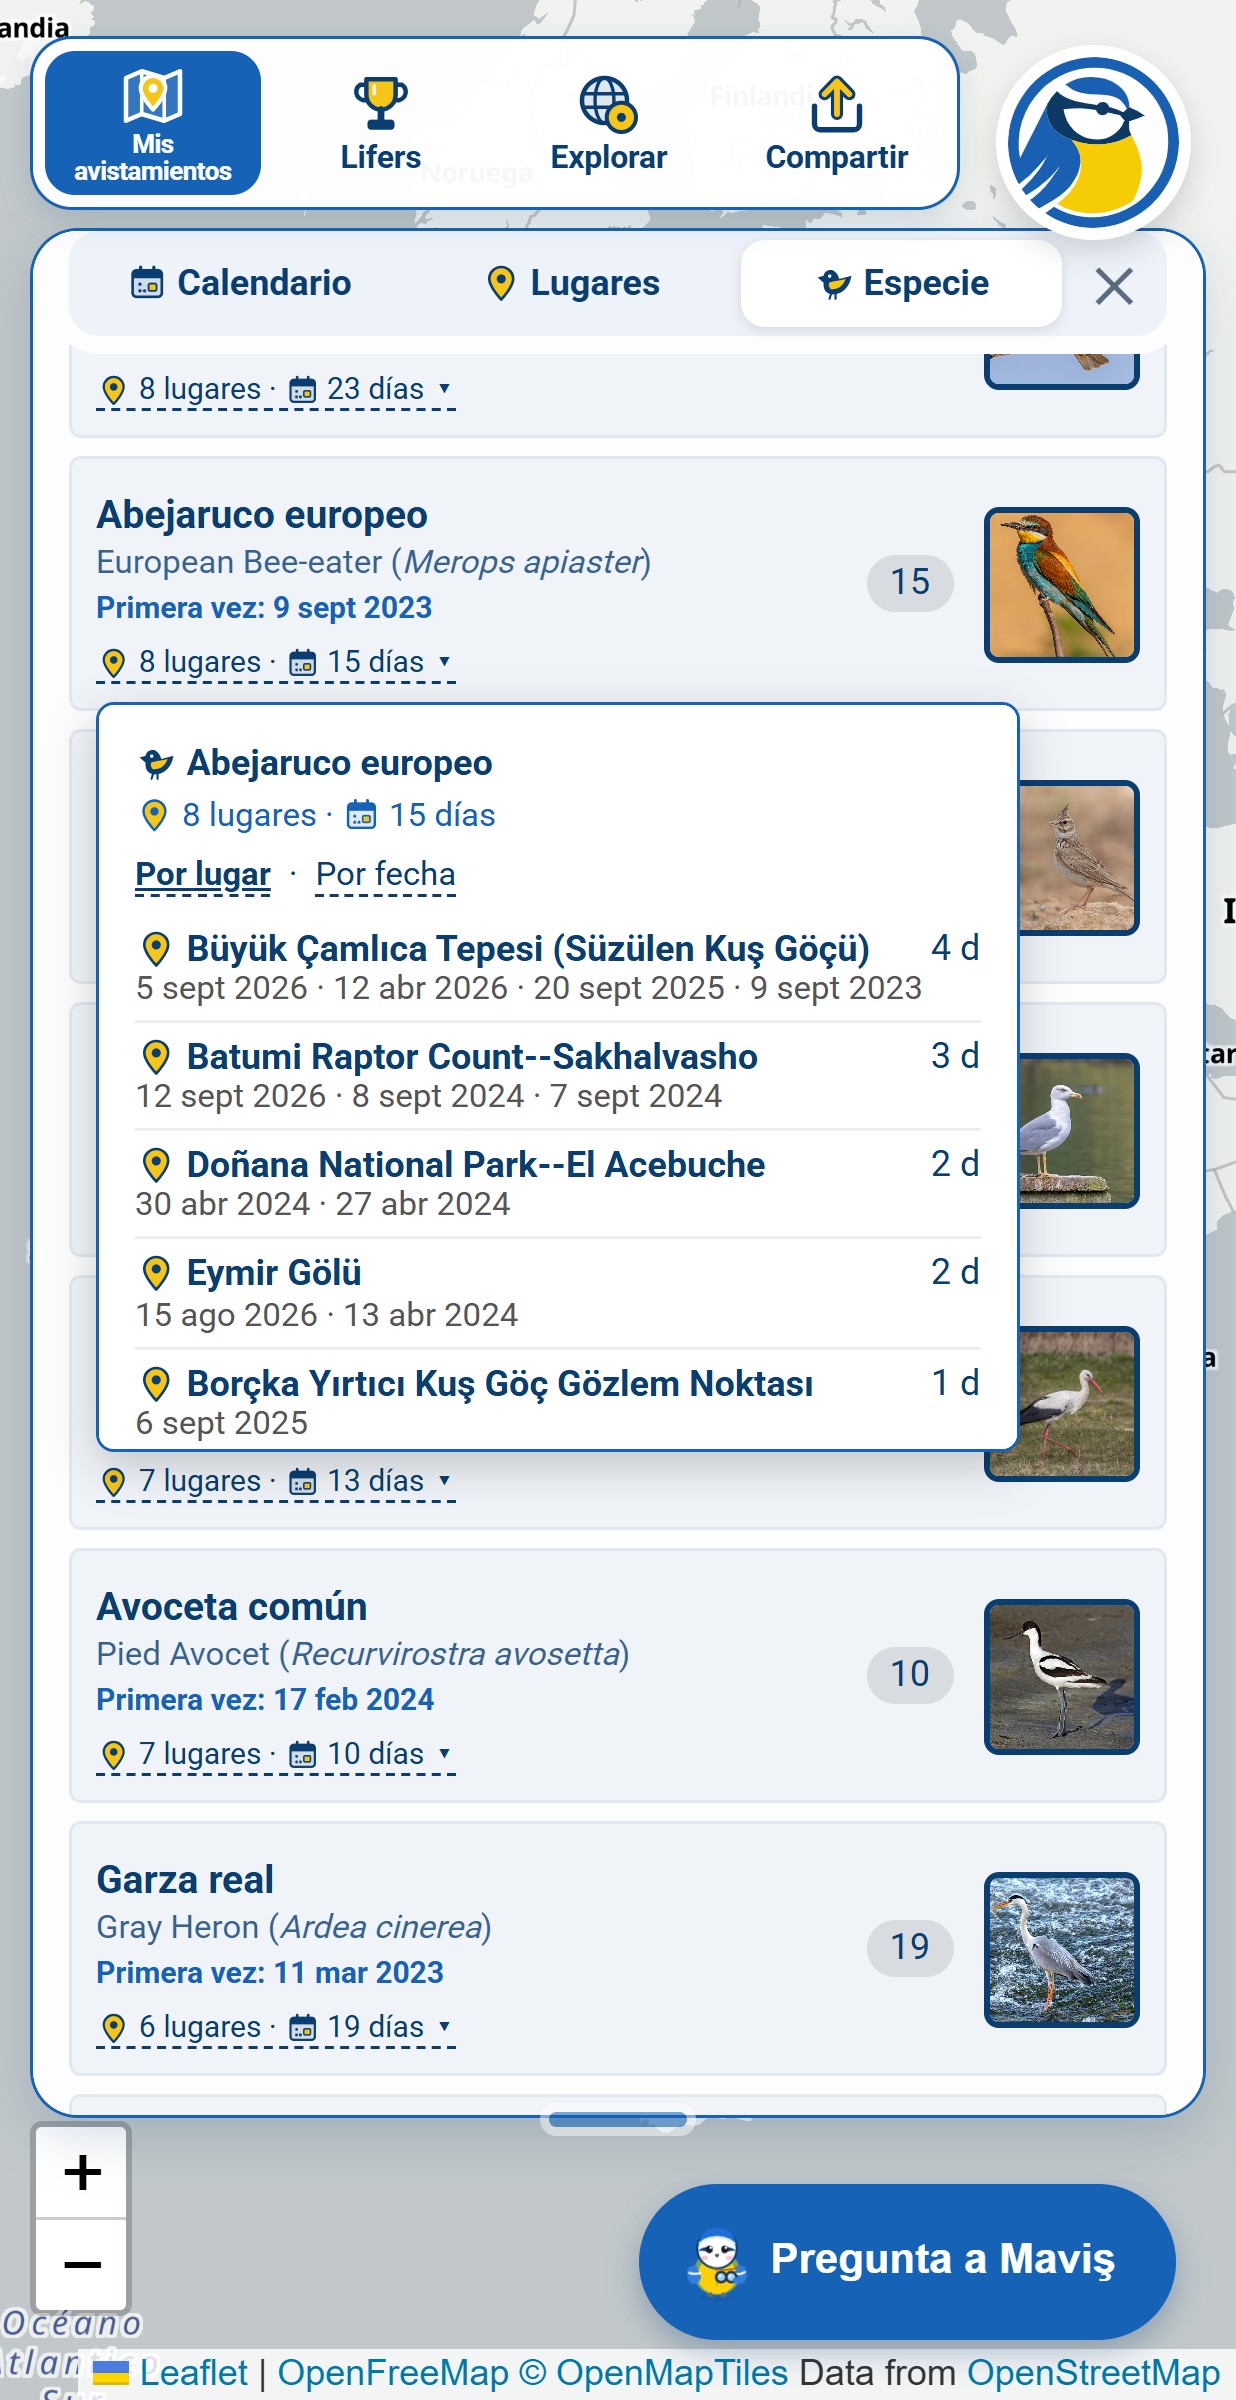 andia
Finlandi
Noruega
Mis
avistamientos
Lifers
Explorar
Compartir
Calendario
Lugares
Especie
8 lugares · 23 días ▾
Abejaruco europeo
European Bee-eater (Merops apiaster)
Primera vez: 9 sept 2023
15
8 lugares · 15 días ▾
Abejaruco europeo
8 lugares · 15 días
Por lugar · Por fecha
Büyük Çamlıca Tepesi (Süzülen Kuş Göçü) 4 d
5 sept 2026 · 12 abr 2026 · 20 sept 2025 · 9 sept 2023
Batumi Raptor Count--Sakhalvasho 3 d
12 sept 2026 · 8 sept 2024 · 7 sept 2024
Doñana National Park--El Acebuche 2 d
30 abr 2024 · 27 abr 2024
Eymir Gölü 2 d
15 ago 2026 · 13 abr 2024
Borçka Yırtıcı Kuş Göç Gözlem Noktası 1 d
6 sept 2025
7 lugares · 13 días ▾
Avoceta común
Pied Avocet (Recurvirostra avosetta)
Primera vez: 17 feb 2024
10
7 lugares · 10 días ▾
Garza real
Gray Heron (Ardea cinerea)
Primera vez: 11 mar 2023
19
6 lugares · 19 días ▾
+
−
Pregunta a Maviş
Océano
Leaflet | OpenFreeMap © OpenMapTiles Data from OpenStreetMap